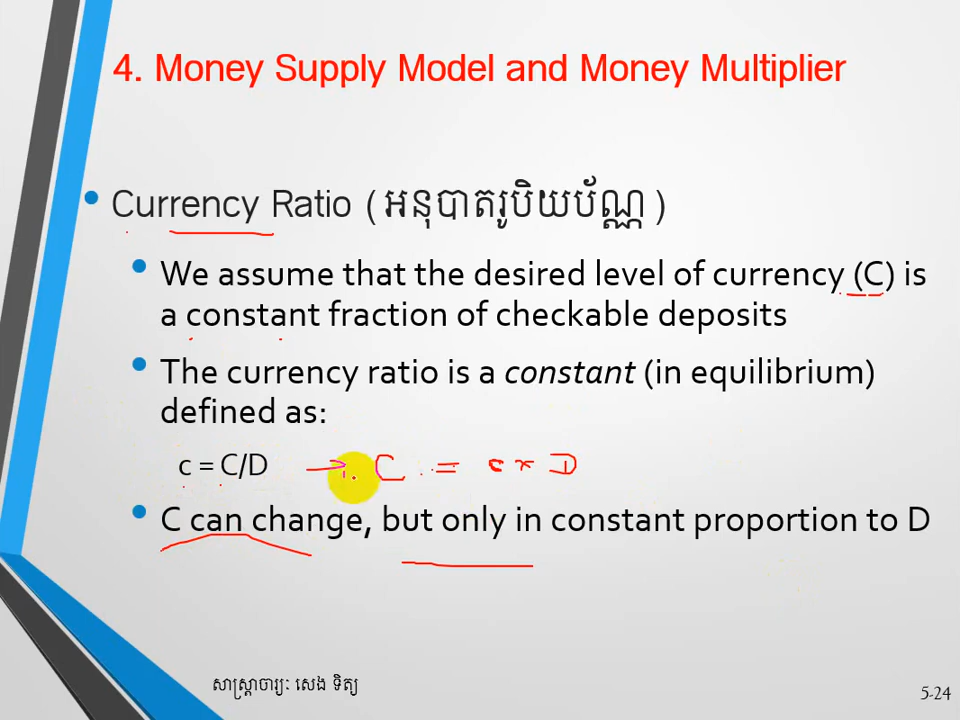 4. Money Supply Model and Money Multiplier
• Currency Ratio (អនុបាតរូបិយប័ណ្ណ)
• We assume that the desired level of currency (C) is
a constant fraction of checkable deposits
• The currency ratio is a constant (in equilibrium)
defined as:
c = C/D → C = c × D
• C can change, but only in constant proportion to D
សាស្ត្រាចារ្យ: សេង ទិត្យ
5-24